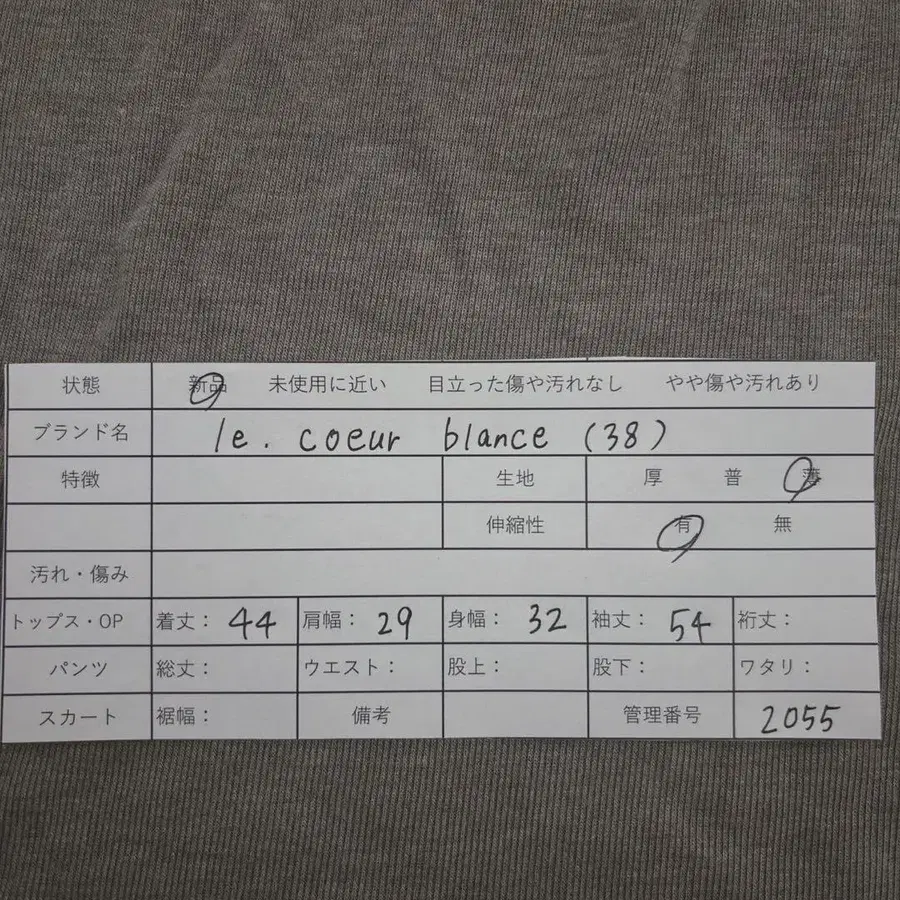 状態 新品 未使用に近い 目立った傷や汚れなし やや傷や汚れあり
ブランド名 le. coeur blance (38)
特徴 生地 厚 普 薄
伸縮性 有 無
汚れ・傷み
トップス・OP 着丈: 44 肩幅: 29 身幅: 32 袖丈: 54 裄丈:
パンツ 総丈: ウエスト: 股上: 股下: ワタリ:
スカート 裾幅: 備考 管理番号 2055